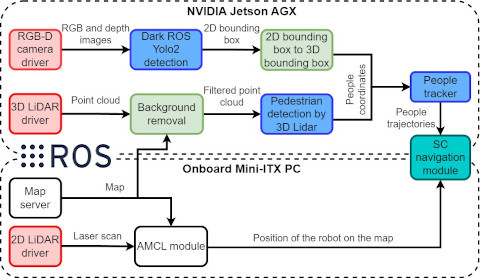 NVIDIA Jetson AGX
RGB-D
camera
driver
RGB and depth
images
Dark ROS
Yolo2
detection
2D bounding
box
2D bounding
box to 3D
bounding box
People
coordinates
People
tracker
3D LiDAR
driver
Point cloud
Background
removal
Filtered point
cloud
Pedestrian
detection by
3D Lidar
People
trajectories
SC
navigation
module
ROS
Onboard Mini-ITX PC
Map
server
Map
2D LiDAR
driver
Laser scan
AMCL module
Position of the robot on the map